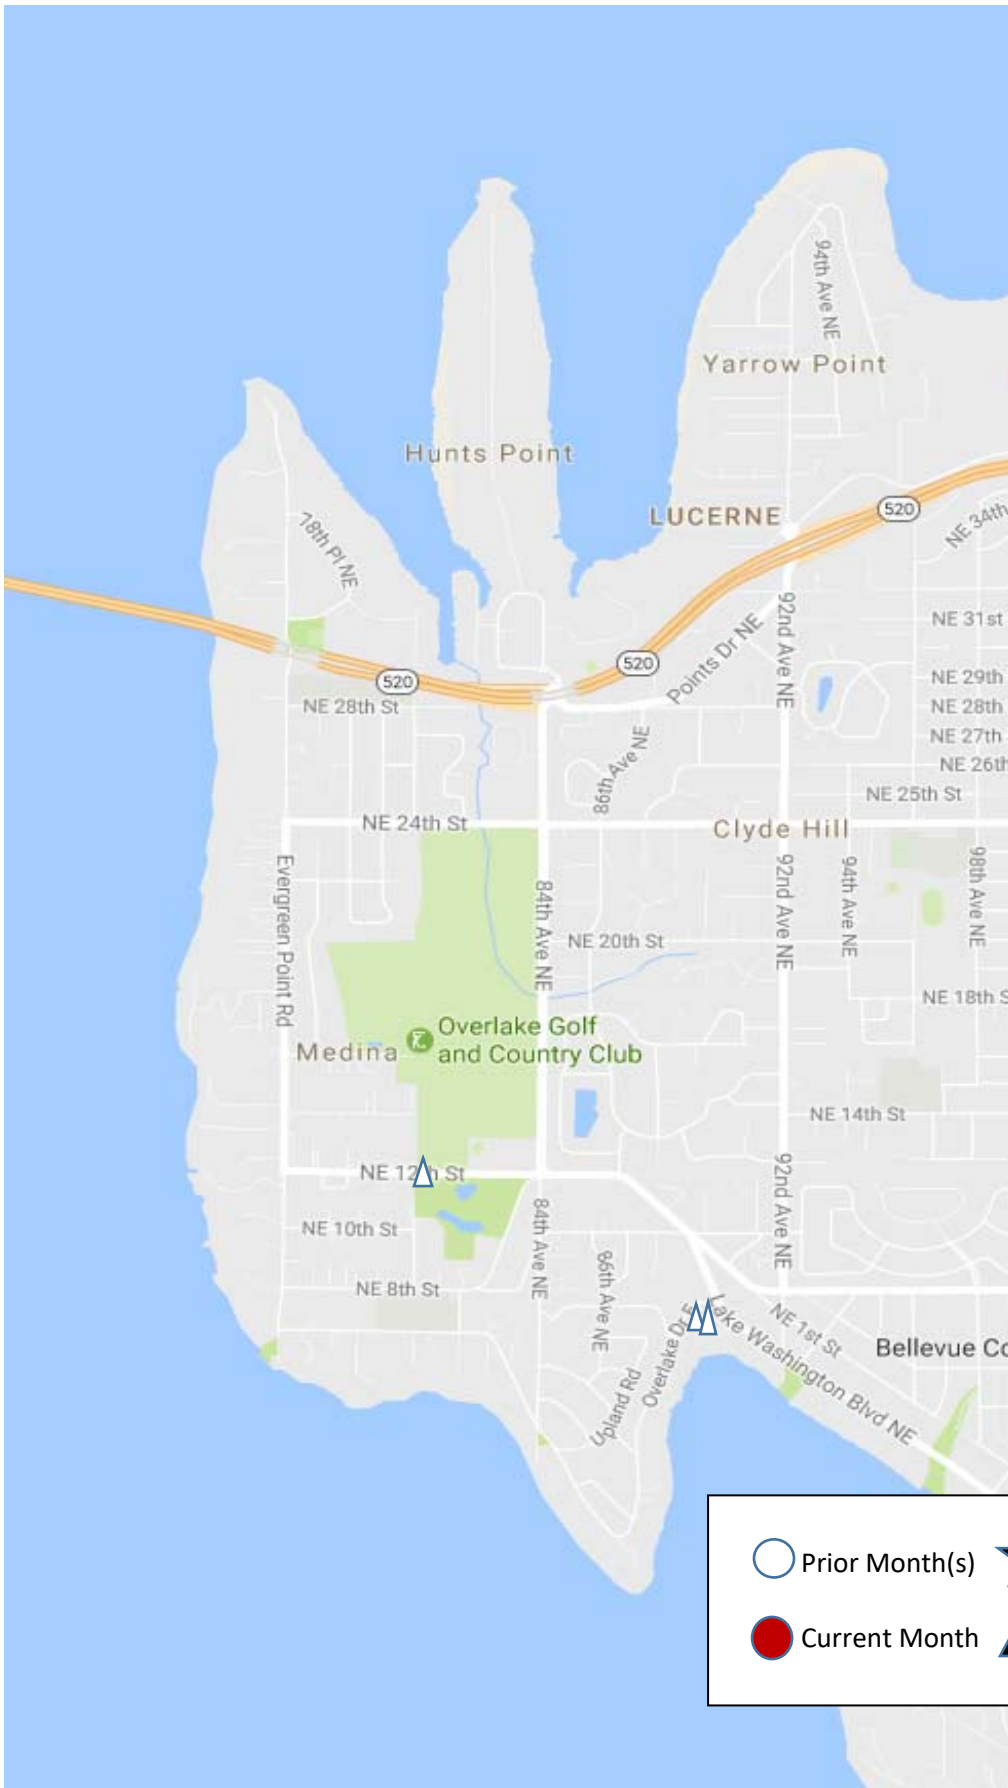 94th Ave NE
Yarrow Point
Hunts Point
LUCERNE
520
NE 34th
78th Pl NE
92nd Ave NE
NE 31st
520
Points Dr NE
520
NE 29th
NE 28th St
NE 28th
86th Ave NE
NE 27th
NE 26th
NE 25th St
NE 24th St
Clyde Hill
Evergreen Point Rd
84th Ave NE
92nd Ave NE
94th Ave NE
98th Ave NE
NE 20th St
NE 18th S
Overlake Golf
and Country Club
Medina
NE 14th St
NE 12th St
92nd Ave NE
84th Ave NE
NE 10th St
86th Ave NE
NE 8th St
Overlake Dr E
Lake Washington Blvd NE
NE 1st St
Bellevue Co
Upland Rd
Prior Month(s)
Current Month